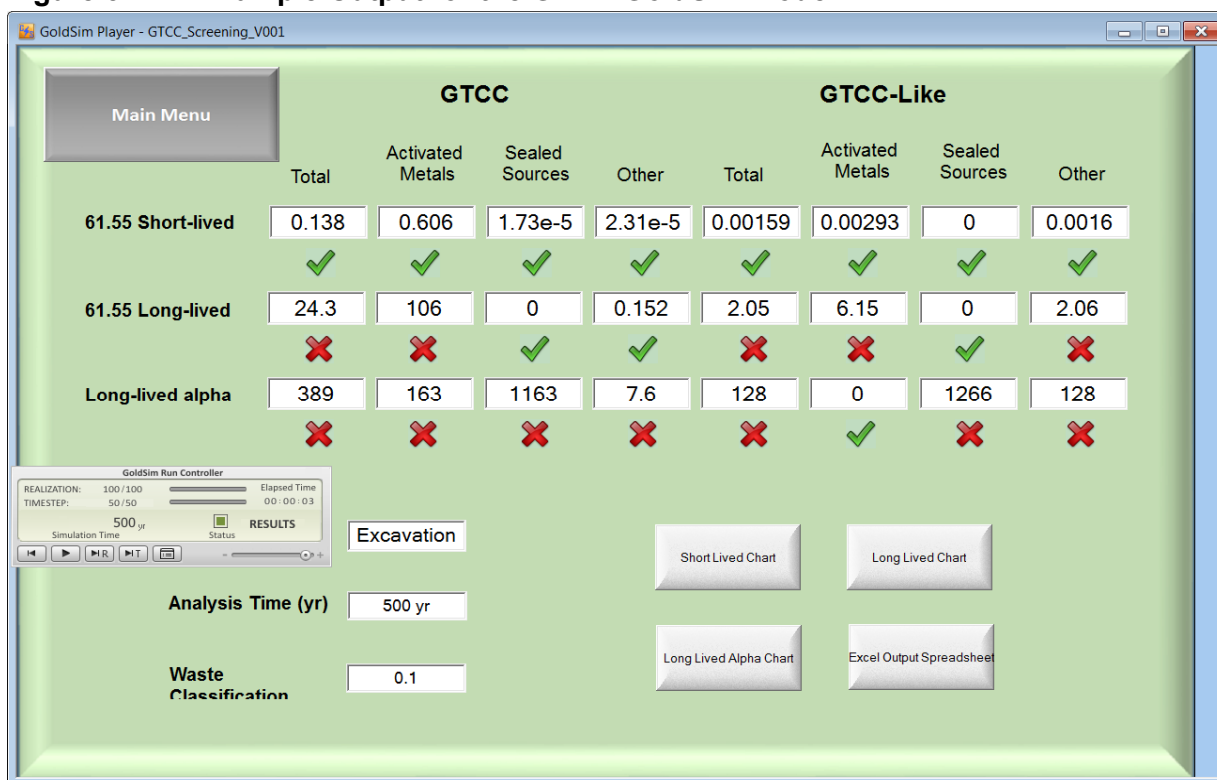 GoldSim Player - GTCC_Screening_V001
Main Menu
GTCC GTCC-Like
Total Activated Metals Sealed Sources Other Total Activated Metals Sealed Sources Other
61.55 Short-lived 0.138 0.606 1.73e-5 2.31e-5 0.00159 0.00293 0 0.0016
61.55 Long-lived 24.3 106 0 0.152 2.05 6.15 0 2.06
Long-lived alpha 389 163 1163 7.6 128 0 1266 128
GoldSim Run Controller
REALIZATION: 100/100 Elapsed Time
TIMESTEP: 50/50 00:00:03
500 yr RESULTS
Simulation Time Status
R T - +
Excavation
Short Lived Chart Long Lived Chart
Analysis Time (yr) 500 yr
Long Lived Alpha Chart Excel Output Spreadsheet
Waste 0.1
Classification